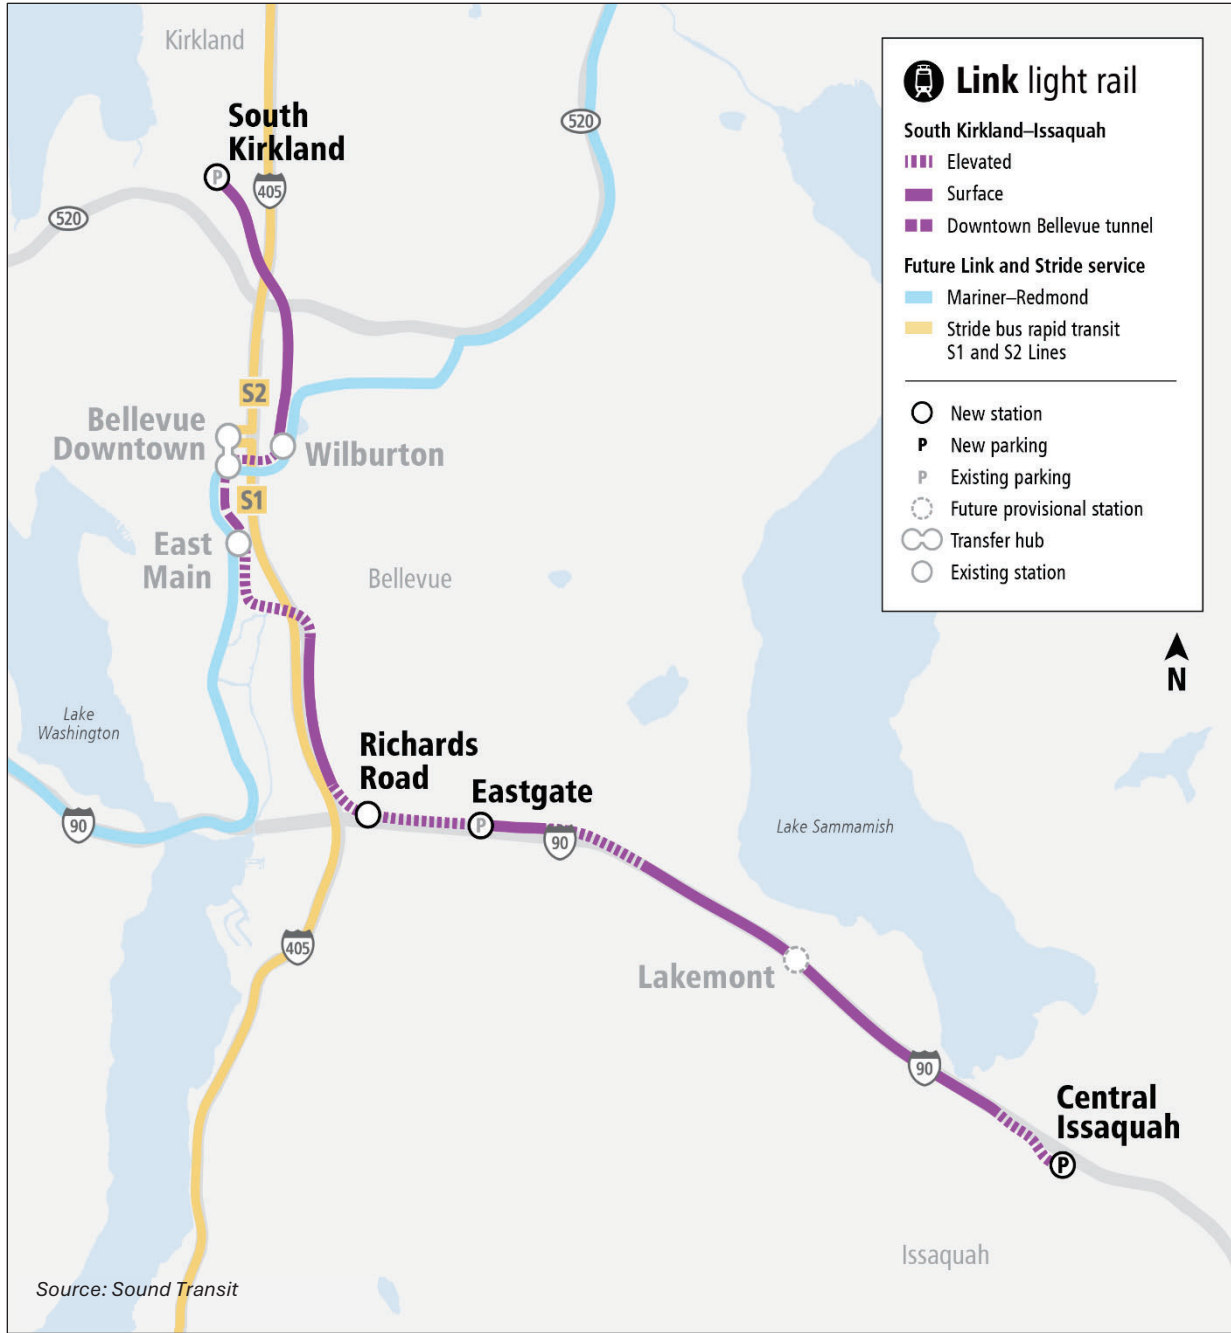 Kirkland
South
Kirkland
405
520
520
S2
Bellevue
Downtown
Wilburton
S1
East
Main
Bellevue
Lake
Washington
Richards
Road
Eastgate
90
90
Lake Sammamish
405
Lakemont
90
Central
Issaquah
Issaquah
P
P
P
Source: Sound Transit
Link light rail
South Kirkland–Issaquah
Elevated
Surface
Downtown Bellevue tunnel
Future Link and Stride service
Mariner–Redmond
Stride bus rapid transit
S1 and S2 Lines
New station
P New parking
P Existing parking
Future provisional station
Transfer hub
Existing station
N